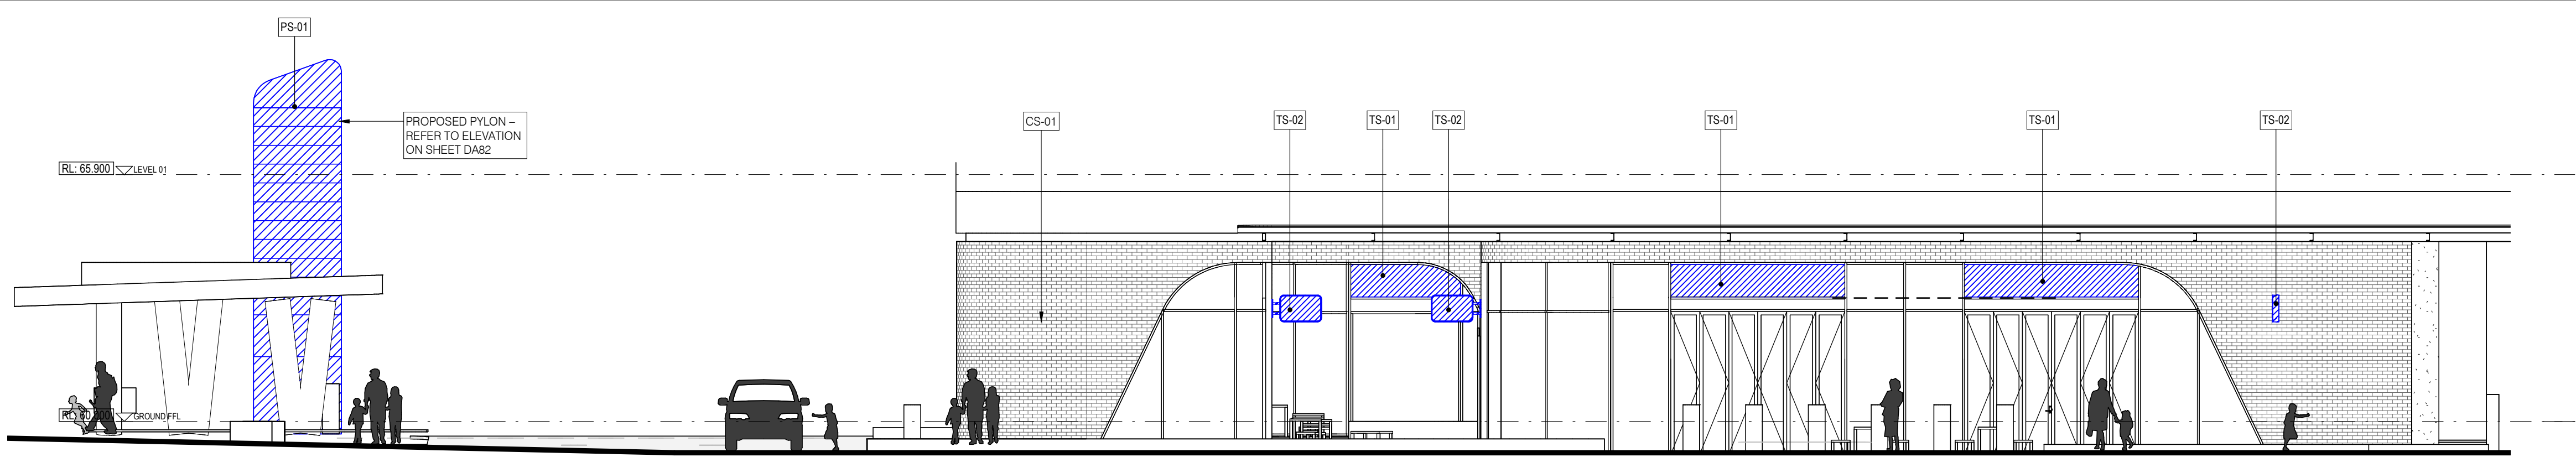 PS-01
PROPOSED PYLON –
REFER TO ELEVATION
ON SHEET DA82
CS-01
TS-02
TS-01
TS-02
TS-01
TS-01
TS-02
RL: 65.900 LEVEL 01
RL: GROUND FFL